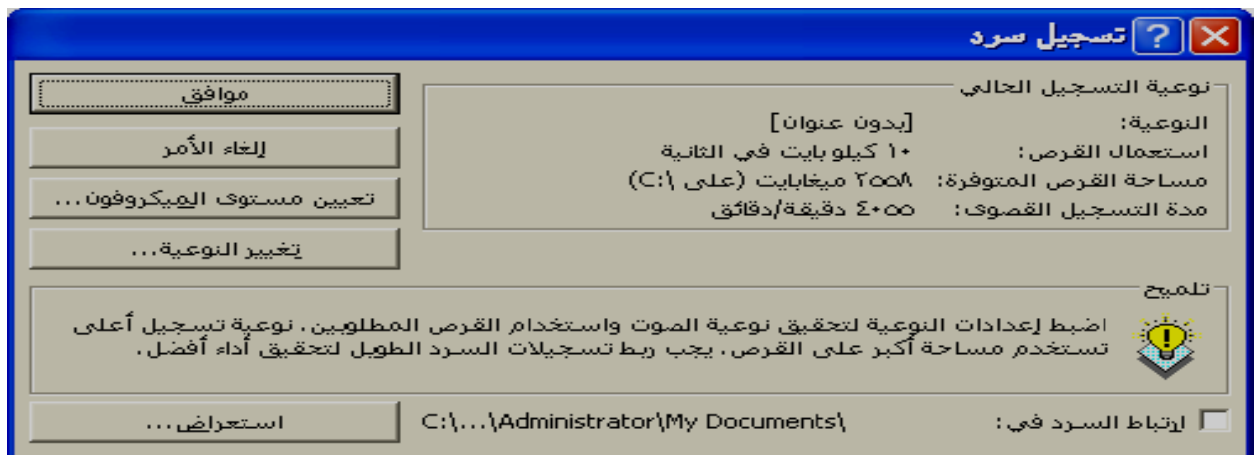 تسجيل سرد
نوعية التسجيل الحالي
النوعية: [بدون عنوان]
استعمال القرص: ١٠ كيلوبايت في الثانية
مساحة القرص المتوفرة: ٢٥٥٨ ميغابايت (على C:\)
مدة التسجيل القصوى: ٤٠٥٥ دقيقة/دقائق
موافق
إلغاء الأمر
تعيين مستوى الميكروفون...
تغيير النوعية...
تلميح
اضبط إعدادات النوعية لتحقيق نوعية الصوت واستخدام القرص المطلوبين. نوعية تسجيل أعلى
تستخدم مساحة أكبر على القرص. يجب ربط تسجيلات السرد الطويل لتحقيق أداء أفضل.
ارتباط السرد في: C:\...\Administrator\My Documents\
استعراض...